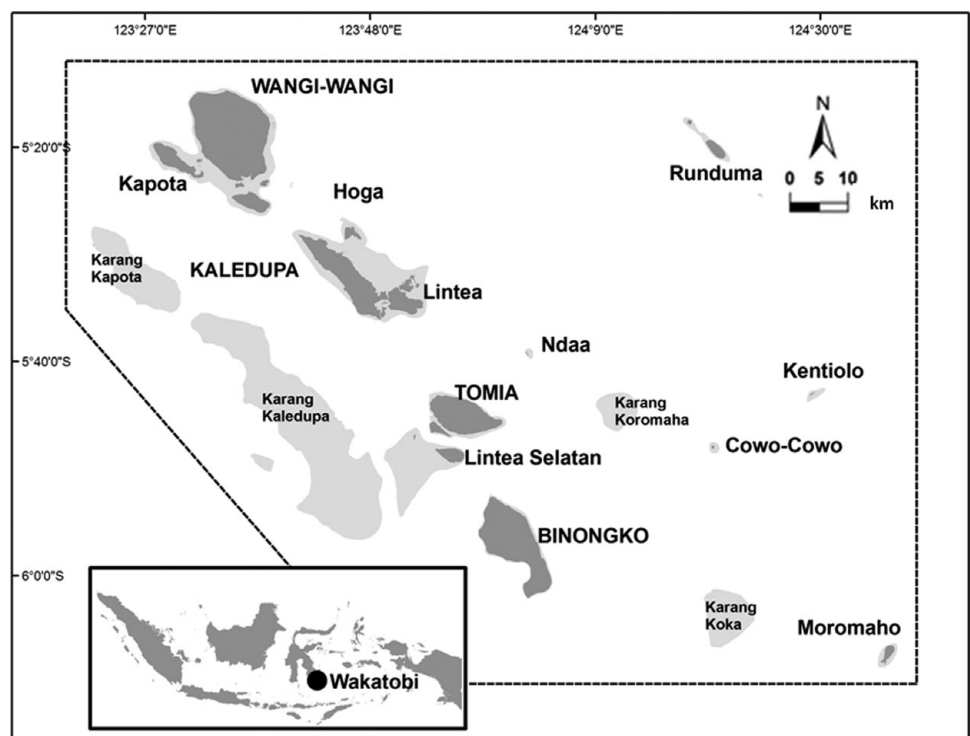 123°27'0"E
123°48'0"E
124°9'0"E
124°30'0"E
WANGI-WANGI
N
5°20'0"S
Kapota
Hoga
Runduma
0 5 10
km
Karang
Kapota
KALEDUPA
Lintea
Ndaa
5°40'0"S
Kentiolo
TOMIA
Karang
Kaledupa
Karang
Koromaha
Cowo-Cowo
Lintea Selatan
BINONGKO
6°0'0"S
Karang
Koka
Moromaho
Wakatobi